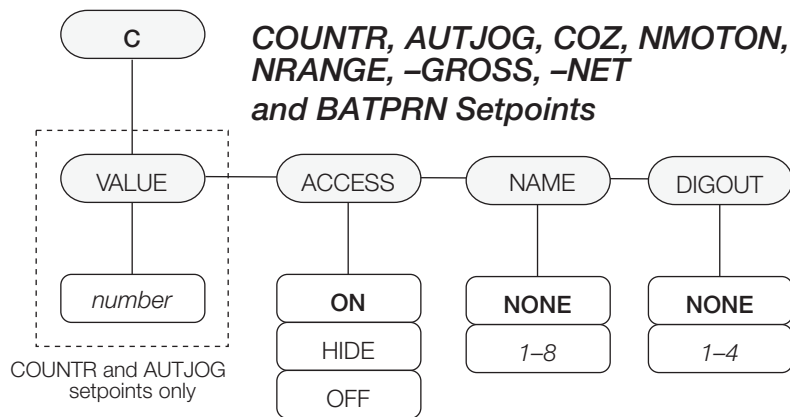 C
COUNTR, AUTJOG, COZ, NMOTON,
NRANGE, –GROSS, –NET
and BATPRN Setpoints
VALUE
ACCESS
NAME
DIGOUT
number
ON
NONE
NONE
HIDE
1–8
1–4
OFF
COUNTR and AUTJOG
setpoints only